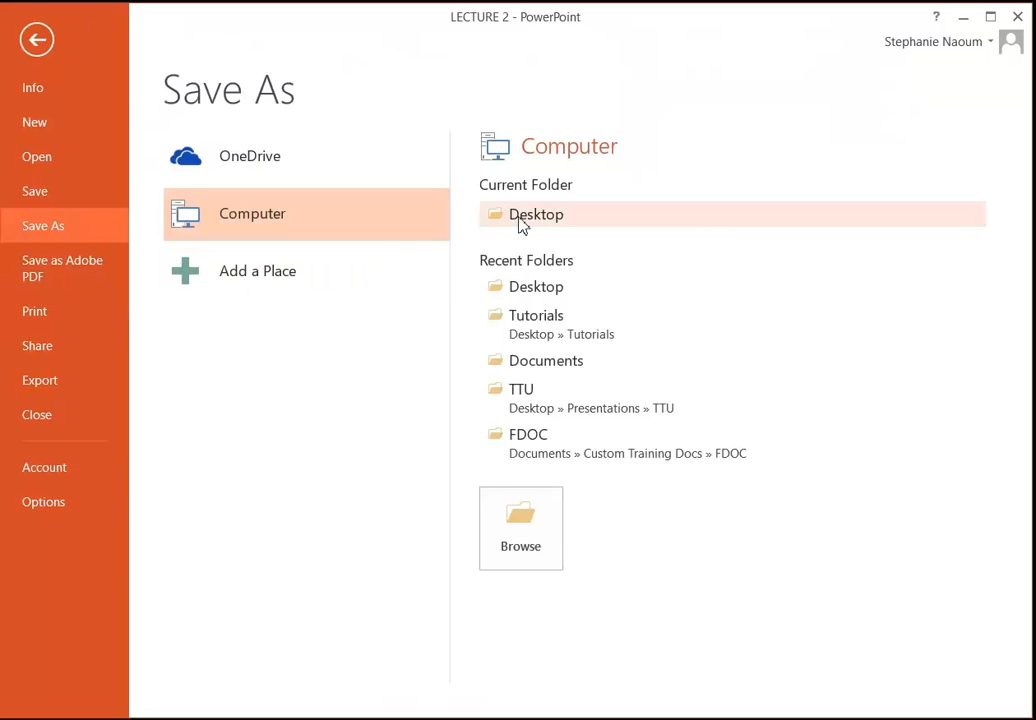 LECTURE 2 - PowerPoint
?
Stephanie Naoum
Info
New
Open
Save
Save As
Save as Adobe
PDF
Print
Share
Export
Close
Account
Options
Save As
OneDrive
Computer
Add a Place
Computer
Current Folder
Desktop
Recent Folders
Desktop
Tutorials
Desktop » Tutorials
Documents
TTU
Desktop » Presentations » TTU
FDOC
Documents » Custom Training Docs » FDOC
Browse